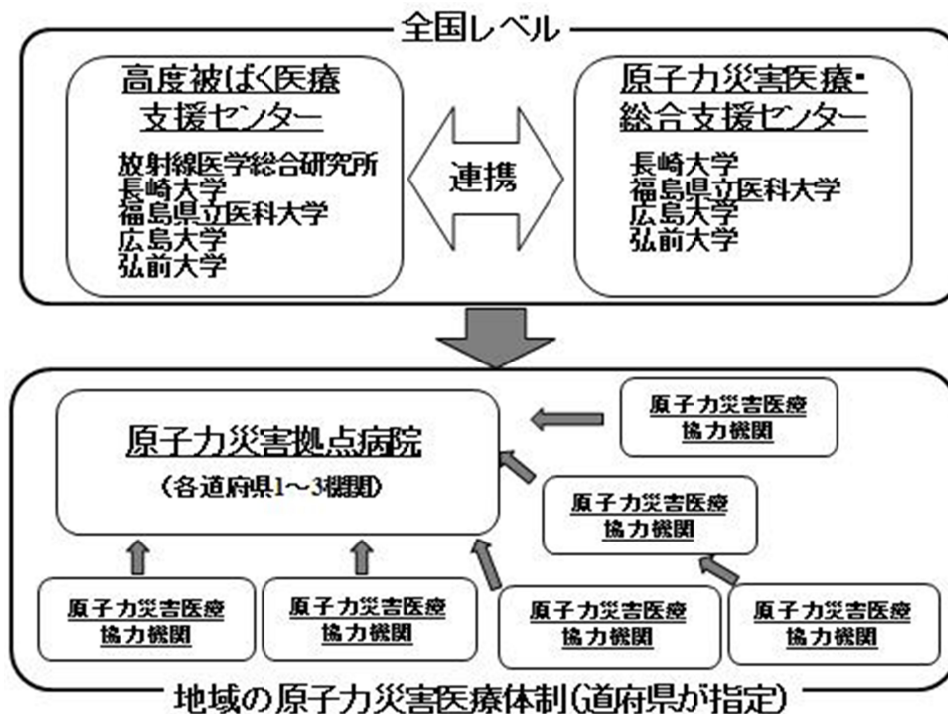 全国レベル
高度被ばく医療
支援センター
放射線医学総合研究所
長崎大学
福島県立医科大学
広島大学
弘前大学
連携
原子力災害医療・
総合支援センター
長崎大学
福島県立医科大学
広島大学
弘前大学
原子力災害拠点病院
(各道府県1～3機関)
原子力災害医療
協力機関
原子力災害医療
協力機関
原子力災害医療
協力機関
原子力災害医療
協力機関
原子力災害医療
協力機関
原子力災害医療
協力機関
地域の原子力災害医療体制(道府県が指定)